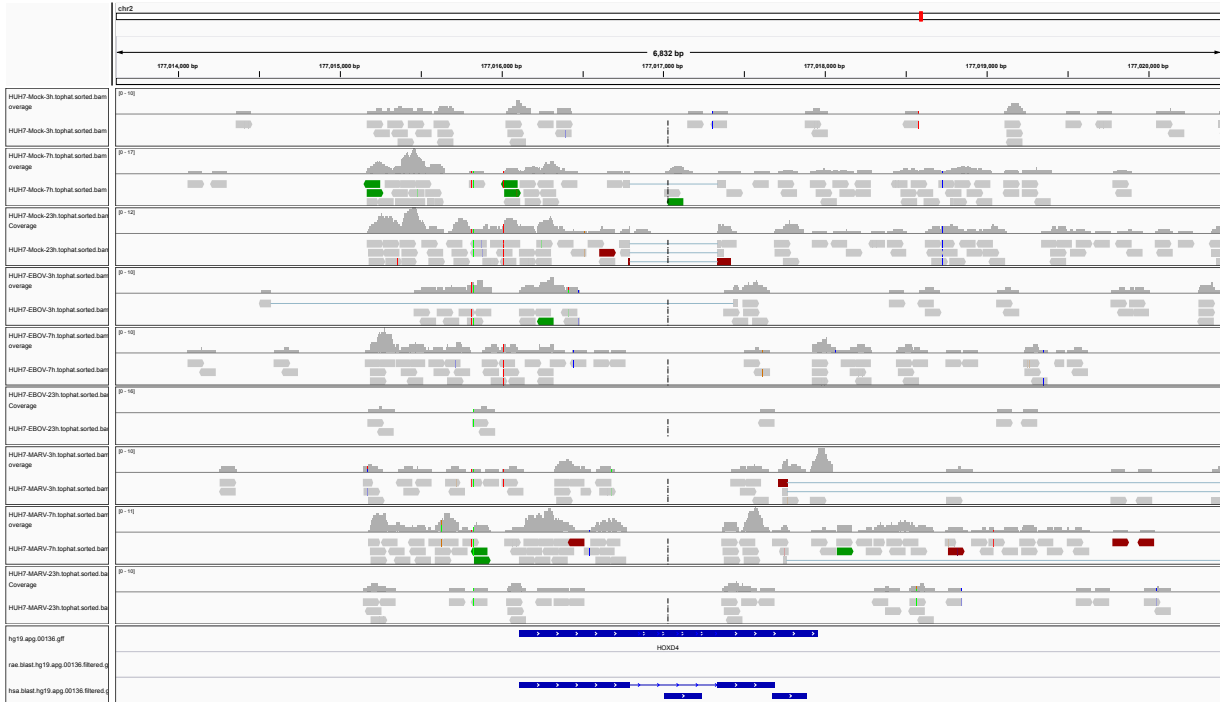 chr2
6,832 bp
177,014,000 bp 177,015,000 bp 177,016,000 bp 177,017,000 bp 177,018,000 bp 177,019,000 bp 177,020,000 bp
HUH7-Mock-3h.tophat.sorted.bam [0 - 10]
overage
HUH7-Mock-3h.tophat.sorted.bam
HUH7-Mock-7h.tophat.sorted.bam [0 - 17]
overage
HUH7-Mock-7h.tophat.sorted.bam
HUH7-Mock-23h.tophat.sorted.ba [0 - 12]
Coverage
HUH7-Mock-23h.tophat.sorted.ba
HUH7-EBOV-3h.tophat.sorted.bam [0 - 10]
overage
HUH7-EBOV-3h.tophat.sorted.bam
HUH7-EBOV-7h.tophat.sorted.bam [0 - 10]
overage
HUH7-EBOV-7h.tophat.sorted.bam
HUH7-EBOV-23h.tophat.sorted.ba [0 - 16]
Coverage
HUH7-EBOV-23h.tophat.sorted.ba
HUH7-MARV-3h.tophat.sorted.bam [0 - 10]
overage
HUH7-MARV-3h.tophat.sorted.bam
HUH7-MARV-7h.tophat.sorted.bam [0 - 11]
overage
HUH7-MARV-7h.tophat.sorted.bam
HUH7-MARV-23h.tophat.sorted.ba [0 - 10]
Coverage
HUH7-MARV-23h.tophat.sorted.ba
hg19.apg.00136.gff
HOXD4
rae.blast.hg19.apg.00136.filtered.g
hsa.blast.hg19.apg.00136.filtered.g